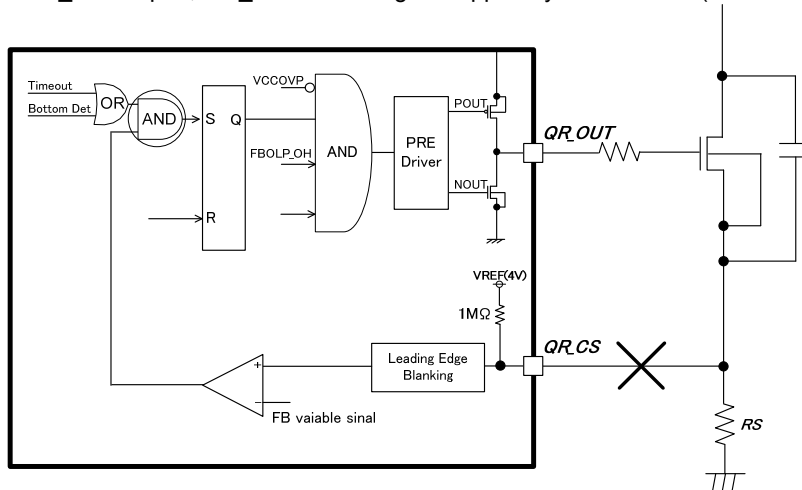 Timeout
Bottom Det
OR
AND
S Q
R
VCCOVP
FBOLP_OH
AND
PRE
Driver
POUT
NOUT
QR_OUT
VREF(4V)
1MΩ
QR_CS
Leading Edge
Blanking
+
−
FB vaiable sinal
RS